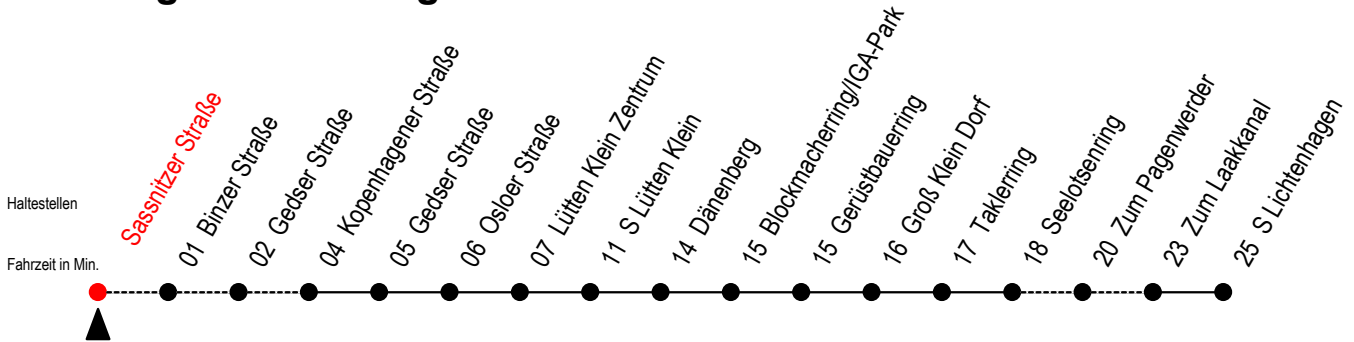 Haltestellen
Fahrzeit in Min.
Sassnitzer Straße
01 Binzer Straße
02 Gedser Straße
04 Kopenhagener Straße
05 Gedser Straße
06 Osloer Straße
07 Lütten Klein Zentrum
11 S Lütten Klein
14 Dänenberg
15 Blockmacherring/IGA-Park
15 Gerüstbauerring
16 Groß Klein Dorf
17 Taklerring
18 Seelotsenring
20 Zum Pagenwerder
23 Zum Laakkanal
25 S Lichtenhagen